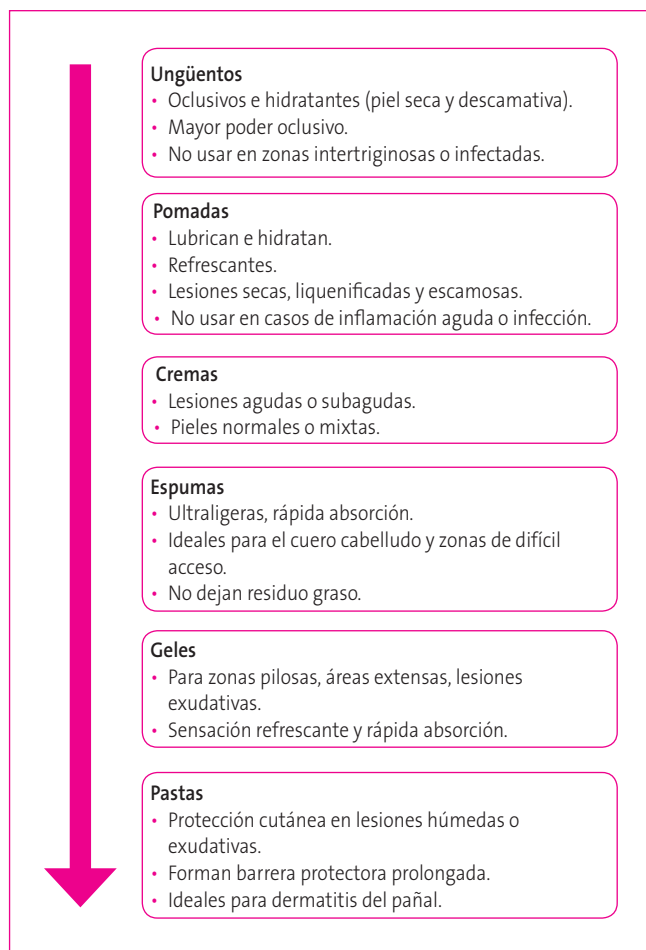 Ungüentos
• Oclusivos e hidratantes (piel seca y descamativa).
• Mayor poder oclusivo.
• No usar en zonas intertriginosas o infectadas.
Pomadas
• Lubrican e hidratan.
• Refrescantes.
• Lesiones secas, liquenificadas y escamosas.
• No usar en casos de inflamación aguda o infección.
Cremas
• Lesiones agudas o subagudas.
• Pieles normales o mixtas.
Espumas
• Ultraligeras, rápida absorción.
• Ideales para el cuero cabelludo y zonas de difícil
acceso.
• No dejan residuo graso.
Geles
• Para zonas pilosas, áreas extensas, lesiones
exudativas.
• Sensación refrescante y rápida absorción.
Pastas
• Protección cutánea en lesiones húmedas o
exudativas.
• Forman barrera protectora prolongada.
• Ideales para dermatitis del pañal.